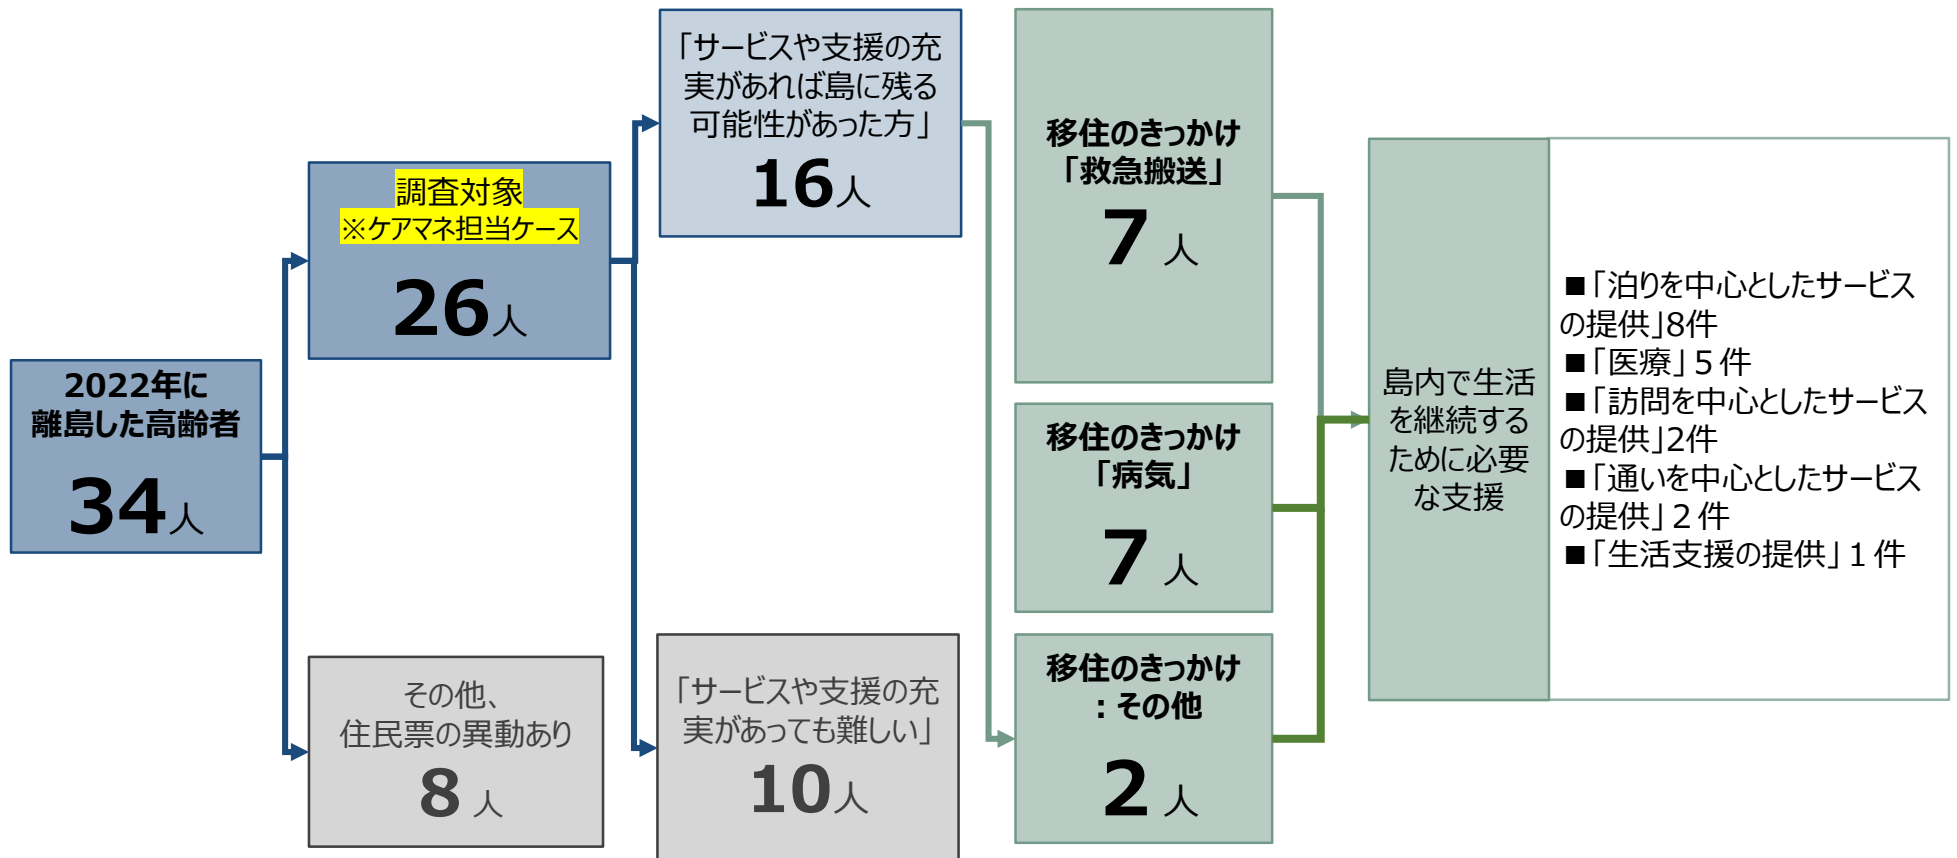 2022年に
離島した高齢者
34人
調査対象
※ケアマネ担当ケース
26人
その他、
住民票の異動あり
8 人
「サービスや支援の充
実があれば島に残る
可能性があった方」
16人
「サービスや支援の充
実があっても難しい」
10人
移住のきっかけ
「救急搬送」
7 人
移住のきっかけ
「病気」
7 人
移住のきっかけ
：その他
2 人
島内で生活
を継続する
ために必要
な支援
■「泊りを中心としたサービス
の提供」8件
■「医療」５件
■「訪問を中心としたサービス
の提供」2件
■「通いを中心としたサービス
の提供」２件
■「生活支援の提供」１件